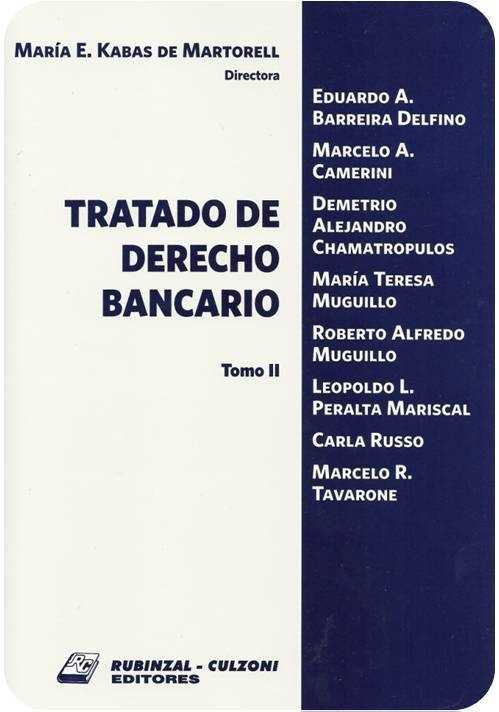 MARÍA E. KABAS DE MARTORELL
Directora
TRATADO DE
DERECHO
BANCARIO
Tomo II
EDUARDO A.
BARREIRA DELFINO
MARCELO A.
CAMERINI
DEMETRIO
ALEJANDRO
CHAMATROPULOS
MARÍA TERESA
MUGUILLO
ROBERTO ALFREDO
MUGUILLO
LEOPOLDO L.
PERALTA MARISCAL
CARLA RUSSO
MARCELO R.
TAVARONE
RC
RUBINZAL - CULZONI
EDITORES